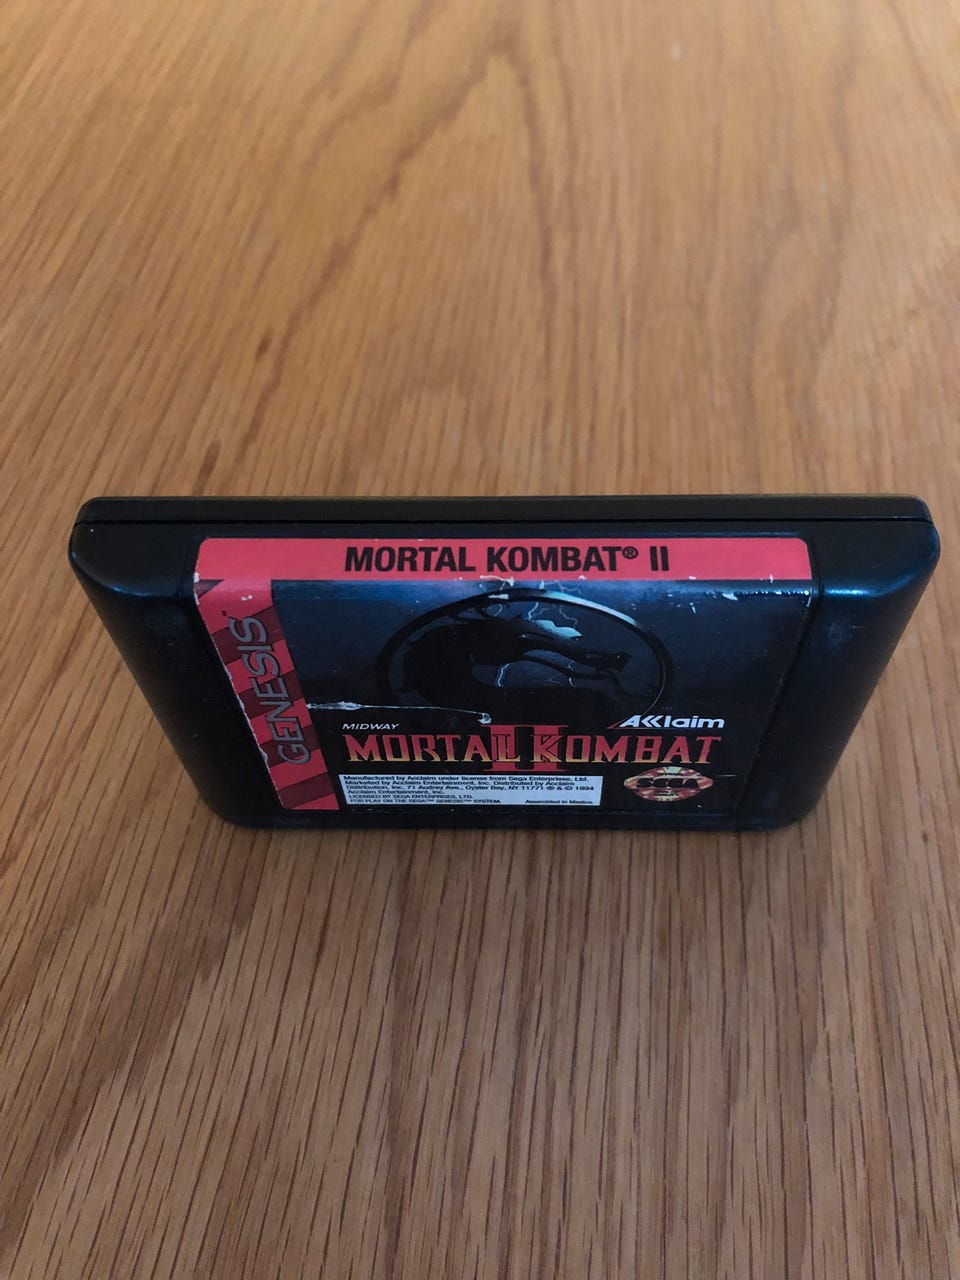 MORTAL KOMBAT® II
GENESIS
MIDWAY
AKKlaim
II
MORTAL KOMBAT
Manufactured by Acclaim under license from Sega Enterprises, Ltd.
Marketed by Acclaim Entertainment, Inc. Distributed by Acclaim
Distribution, Inc. 71 Audrey Ave., Oyster Bay, NY 11771 ® & © 1994
Acclaim Entertainment, Inc.
LICENSED BY SEGA ENTERPRISES, LTD.
FOR PLAY ON THE SEGA™ GENESIS™ SYSTEM.
Assembled in Mexico.